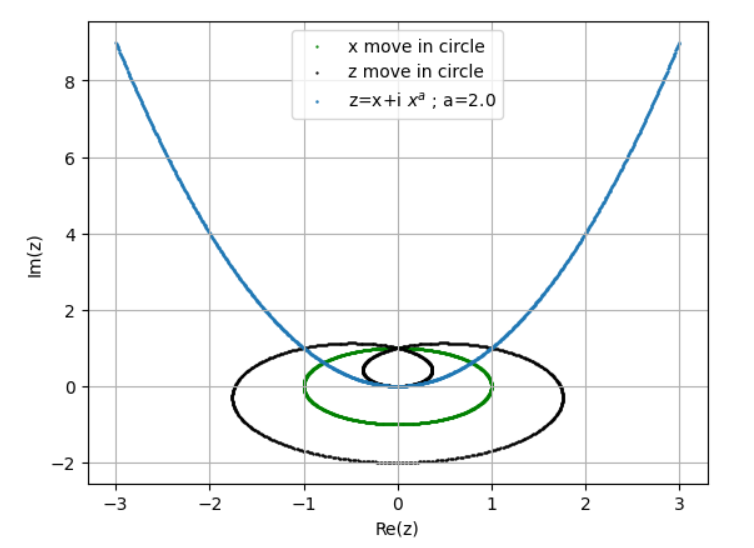 x move in circle
z move in circle
z=x+i x^a ; a=2.0
Im(z)
8
6
4
2
0
−2
−3
−2
−1
0
1
2
3
Re(z)